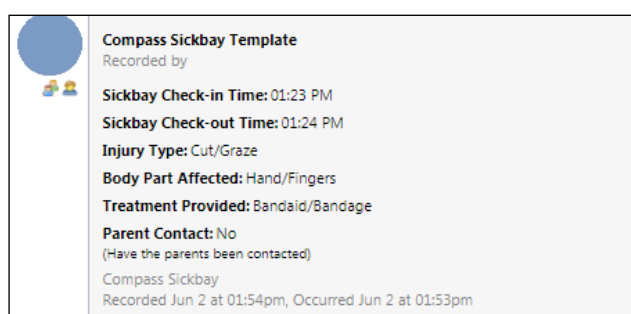 Compass Sickbay Template
Recorded by
Sickbay Check-in Time: 01:23 PM
Sickbay Check-out Time: 01:24 PM
Injury Type: Cut/Graze
Body Part Affected: Hand/Fingers
Treatment Provided: Bandaid/Bandage
Parent Contact: No
(Have the parents been contacted)
Compass Sickbay
Recorded Jun 2 at 01:54pm, Occurred Jun 2 at 01:53pm